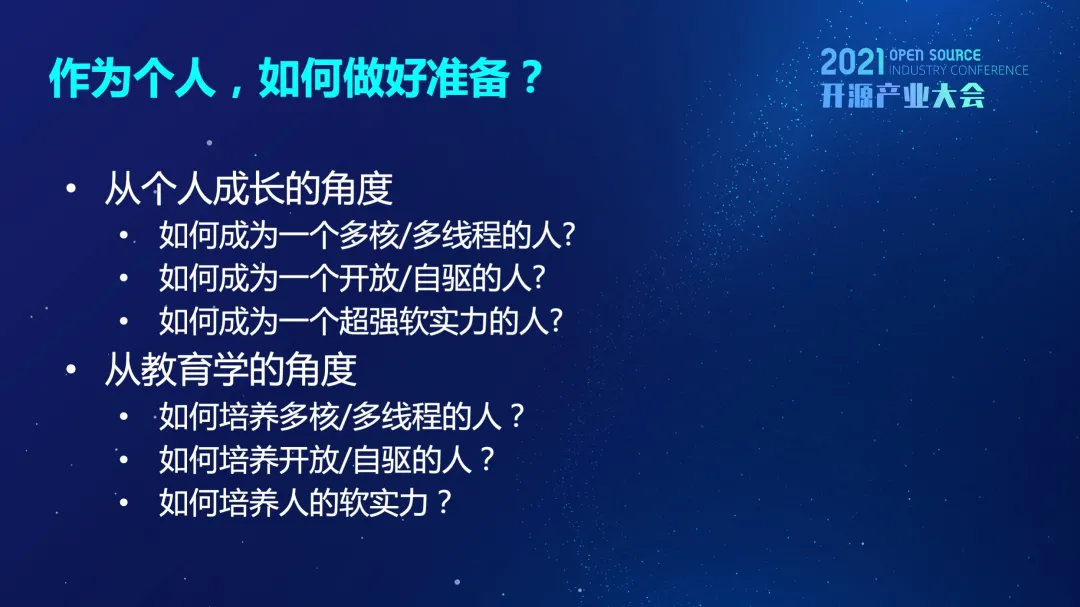 作为个人，如何做好准备？
2021 OPEN SOURCE
INDUSTRY CONFERENCE
开源产业大会
• 从个人成长的角度
• 如何成为一个多核/多线程的人?
• 如何成为一个开放/自驱的人?
• 如何成为一个超强软实力的人?
• 从教育学的角度
• 如何培养多核/多线程的人？
• 如何培养开放/自驱的人？
• 如何培养人的软实力？